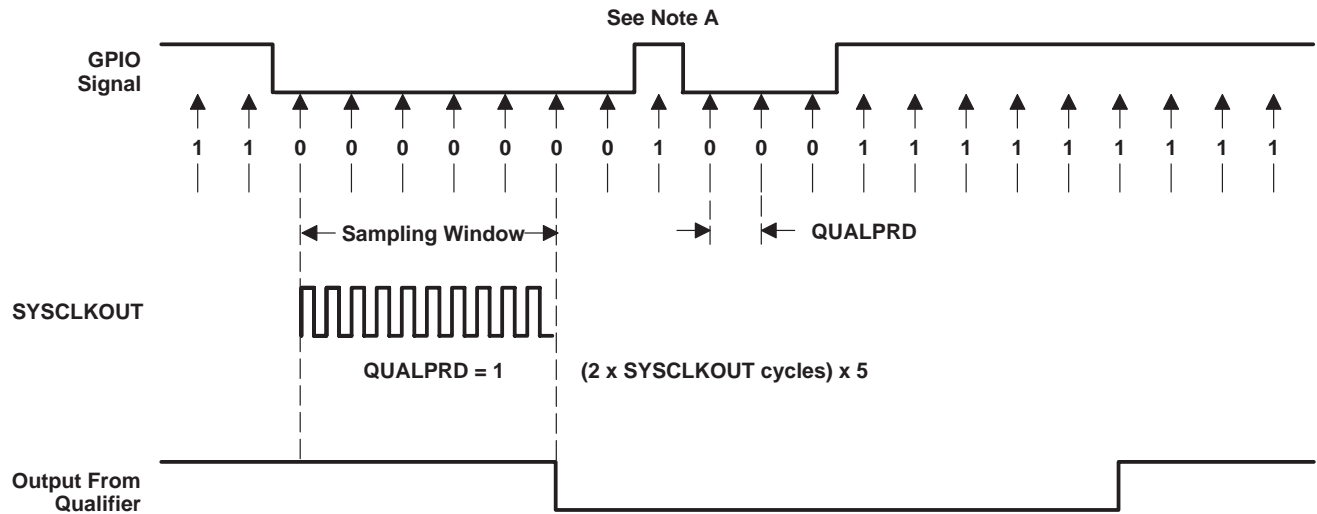 See Note A
GPIO
Signal
1 1 0 0 0 0 0 0 0 1 0 0 0 1 1 1 1 1 1 1 1 1
Sampling Window
QUALPRD
SYSCLKOUT
QUALPRD = 1
(2 x SYSCLKOUT cycles) x 5
Output From
Qualifier